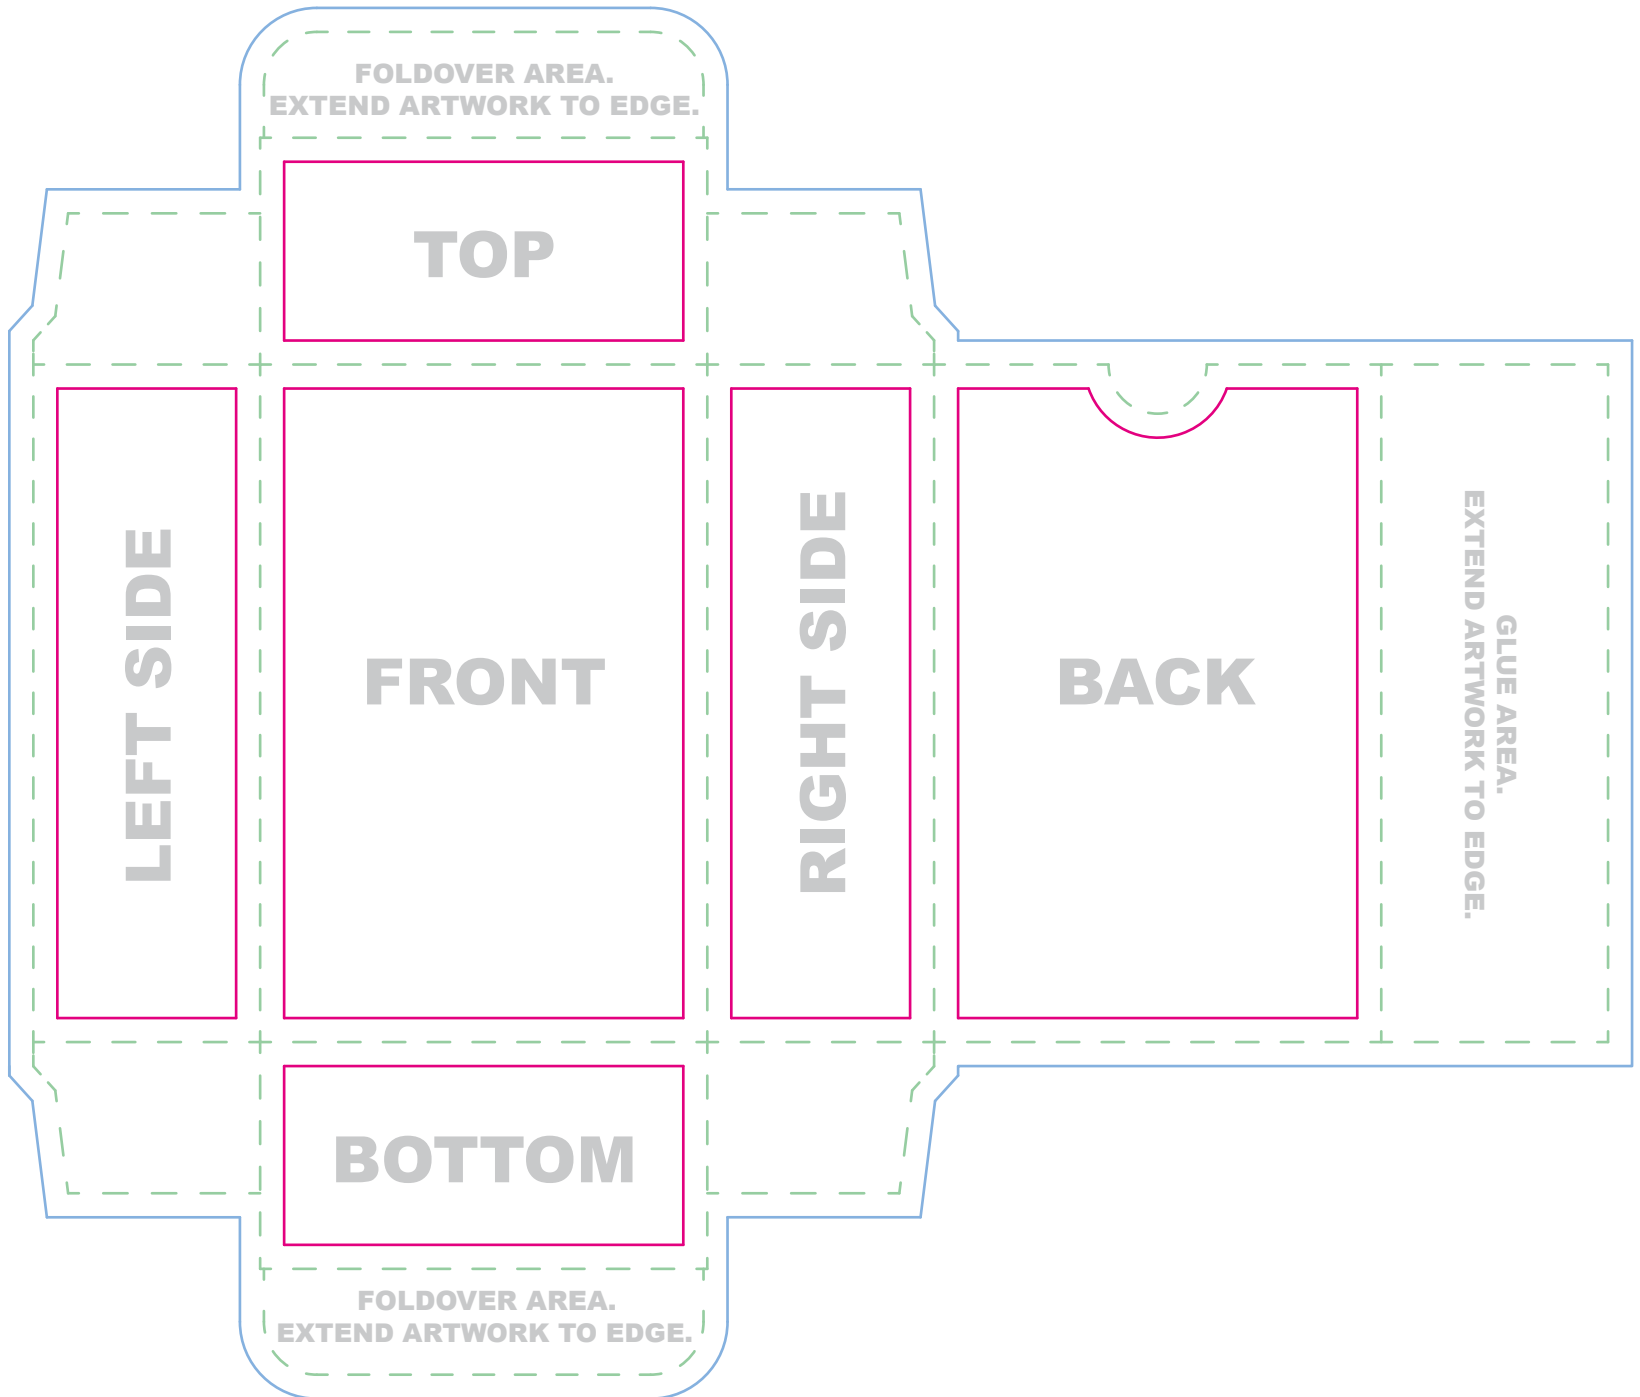 FOLDOVER AREA.
EXTEND ARTWORK TO EDGE.
TOP
LEFT SIDE
FRONT
RIGHT SIDE
BACK
GLUE AREA.
EXTEND ARTWORK TO EDGE.
BOTTOM
FOLDOVER AREA.
EXTEND ARTWORK TO EDGE.